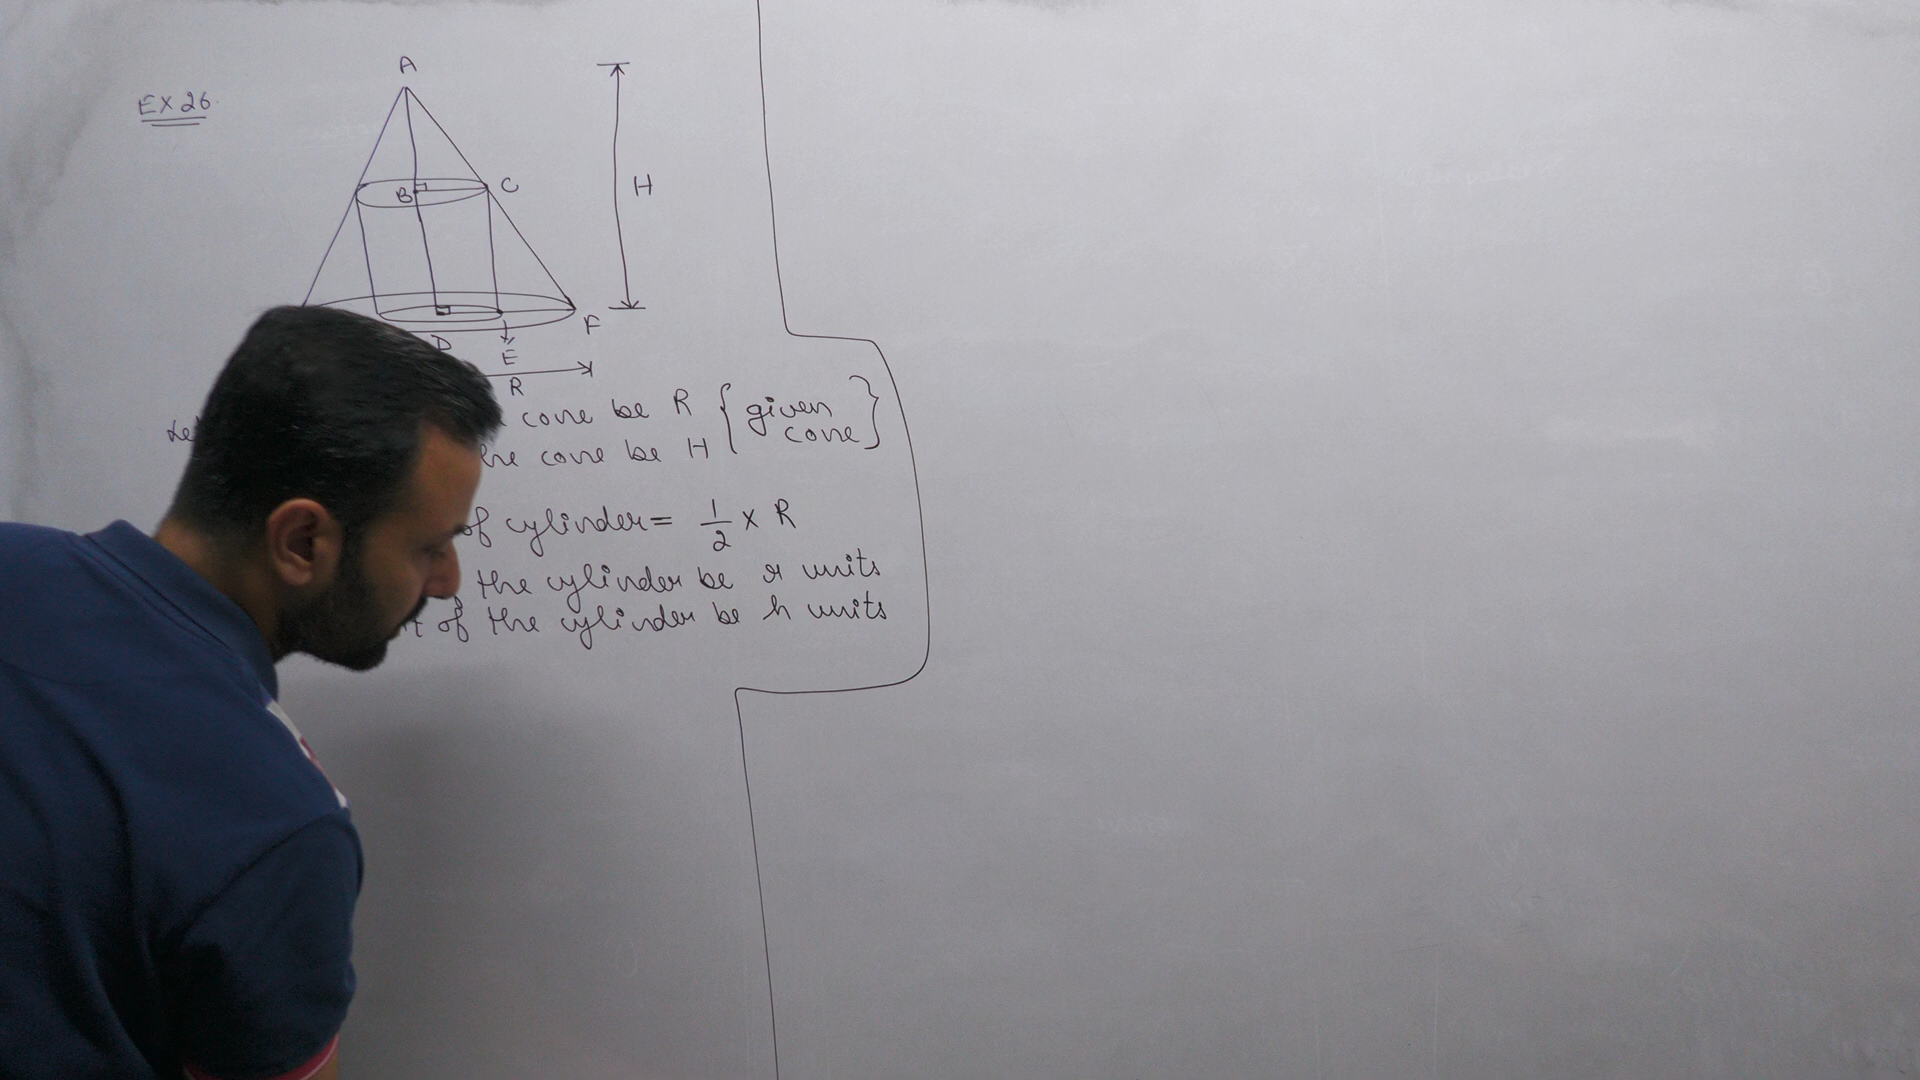 A
EX 26.
B
C
H
D
E
F
R
cone be R { given
cone }
cone be H
of cylinder = 1/2 x R
the cylinder be r units
of the cylinder be h units